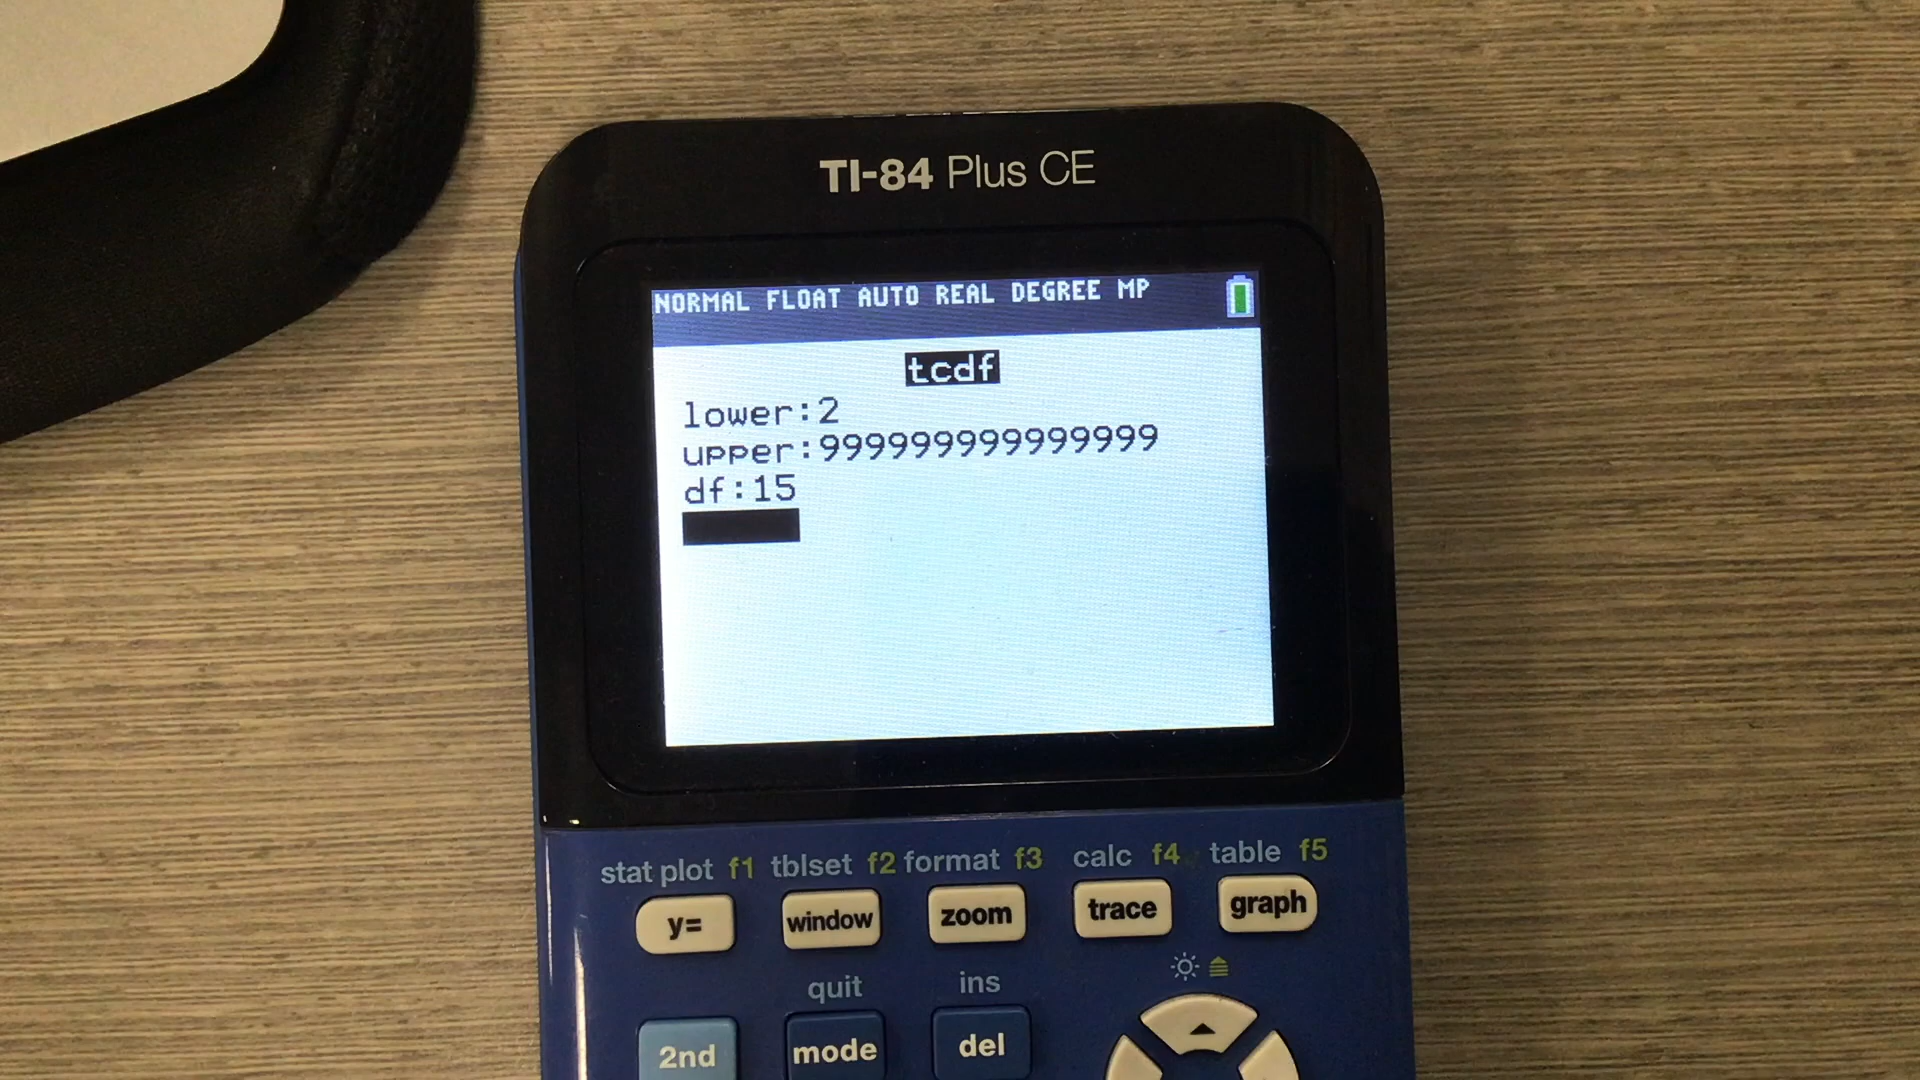 TI-84 Plus CE
NORMAL FLOAT AUTO REAL DEGREE MP
tcdf
lower:2
upper:999999999999999
df:15
stat plot f1 tblset f2 format f3 calc f4 table f5
y= window zoom trace graph
quit ins
2nd mode del